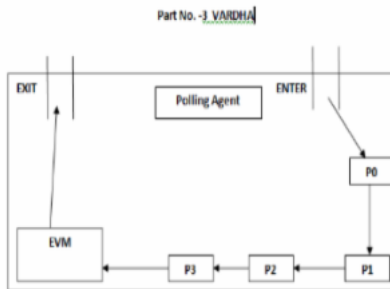 Part No. -3 VARDHA
EXIT
ENTER
Polling Agent
P0
EVM
P3
P2
P1